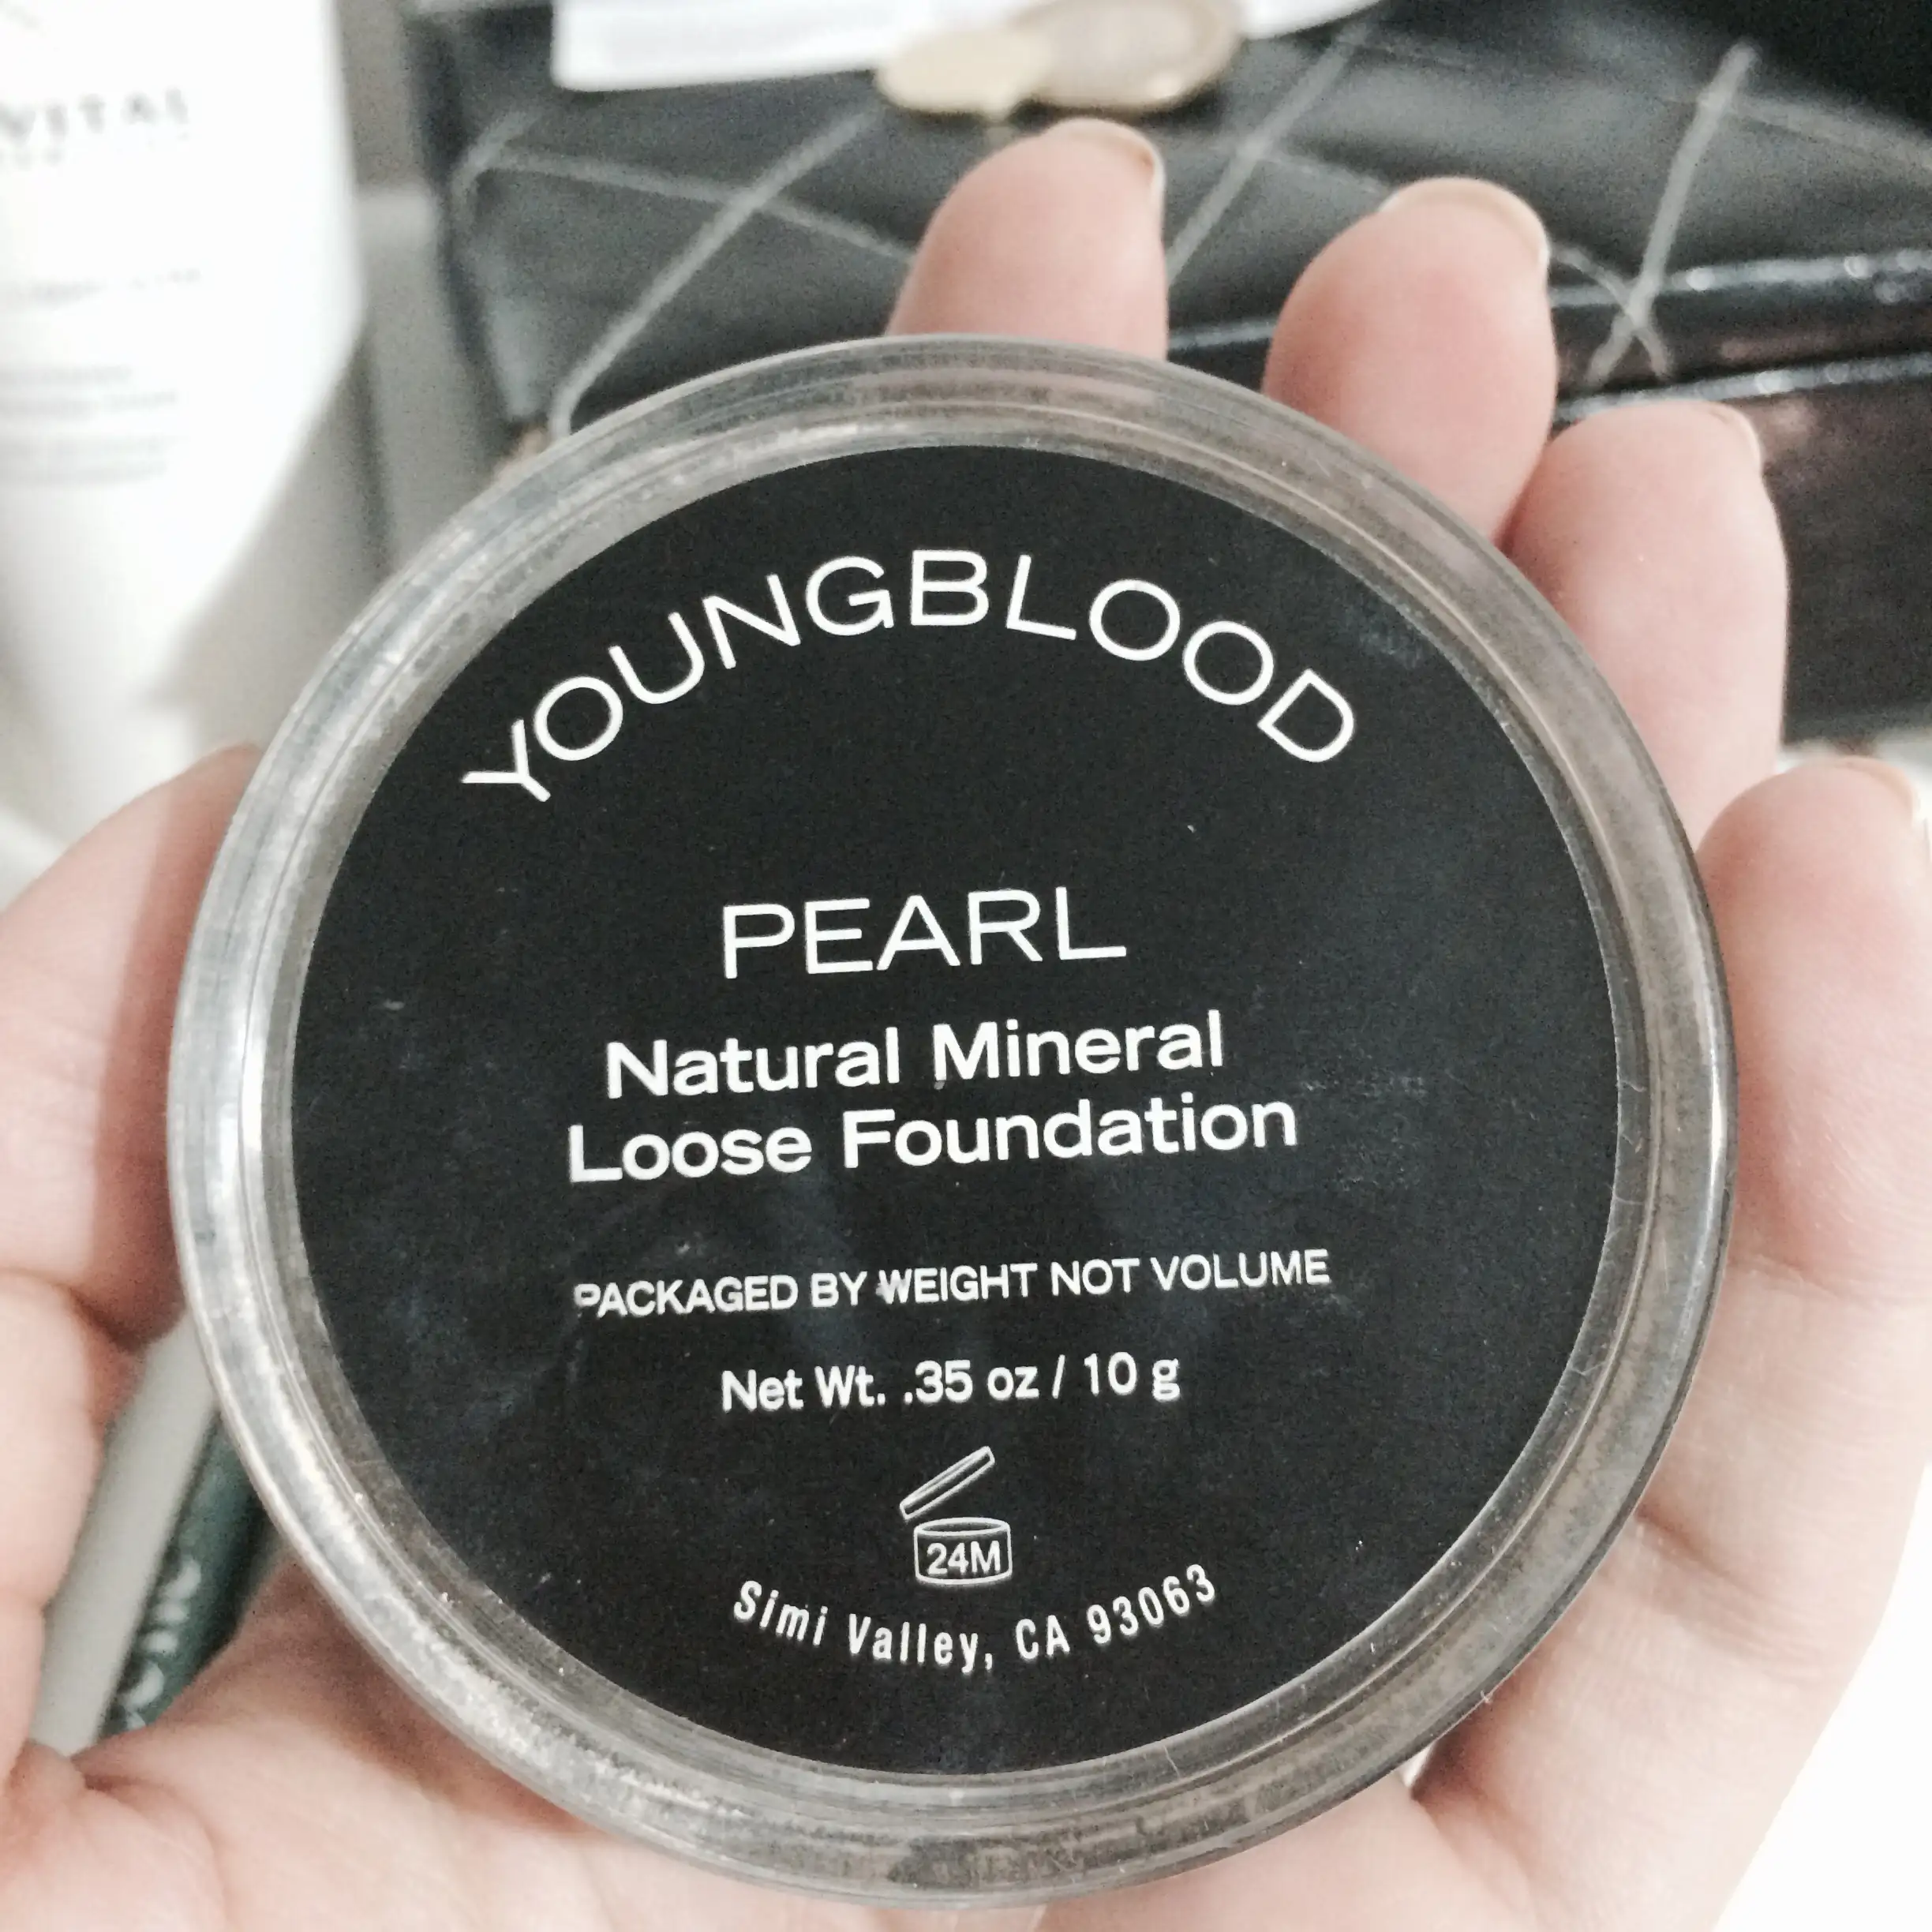 VITAL
YOUNGBLOOD
PEARL
Natural Mineral
Loose Foundation
PACKAGED BY WEIGHT NOT VOLUME
Net Wt. .35 oz / 10 g
24M
Simi Valley, CA 93063